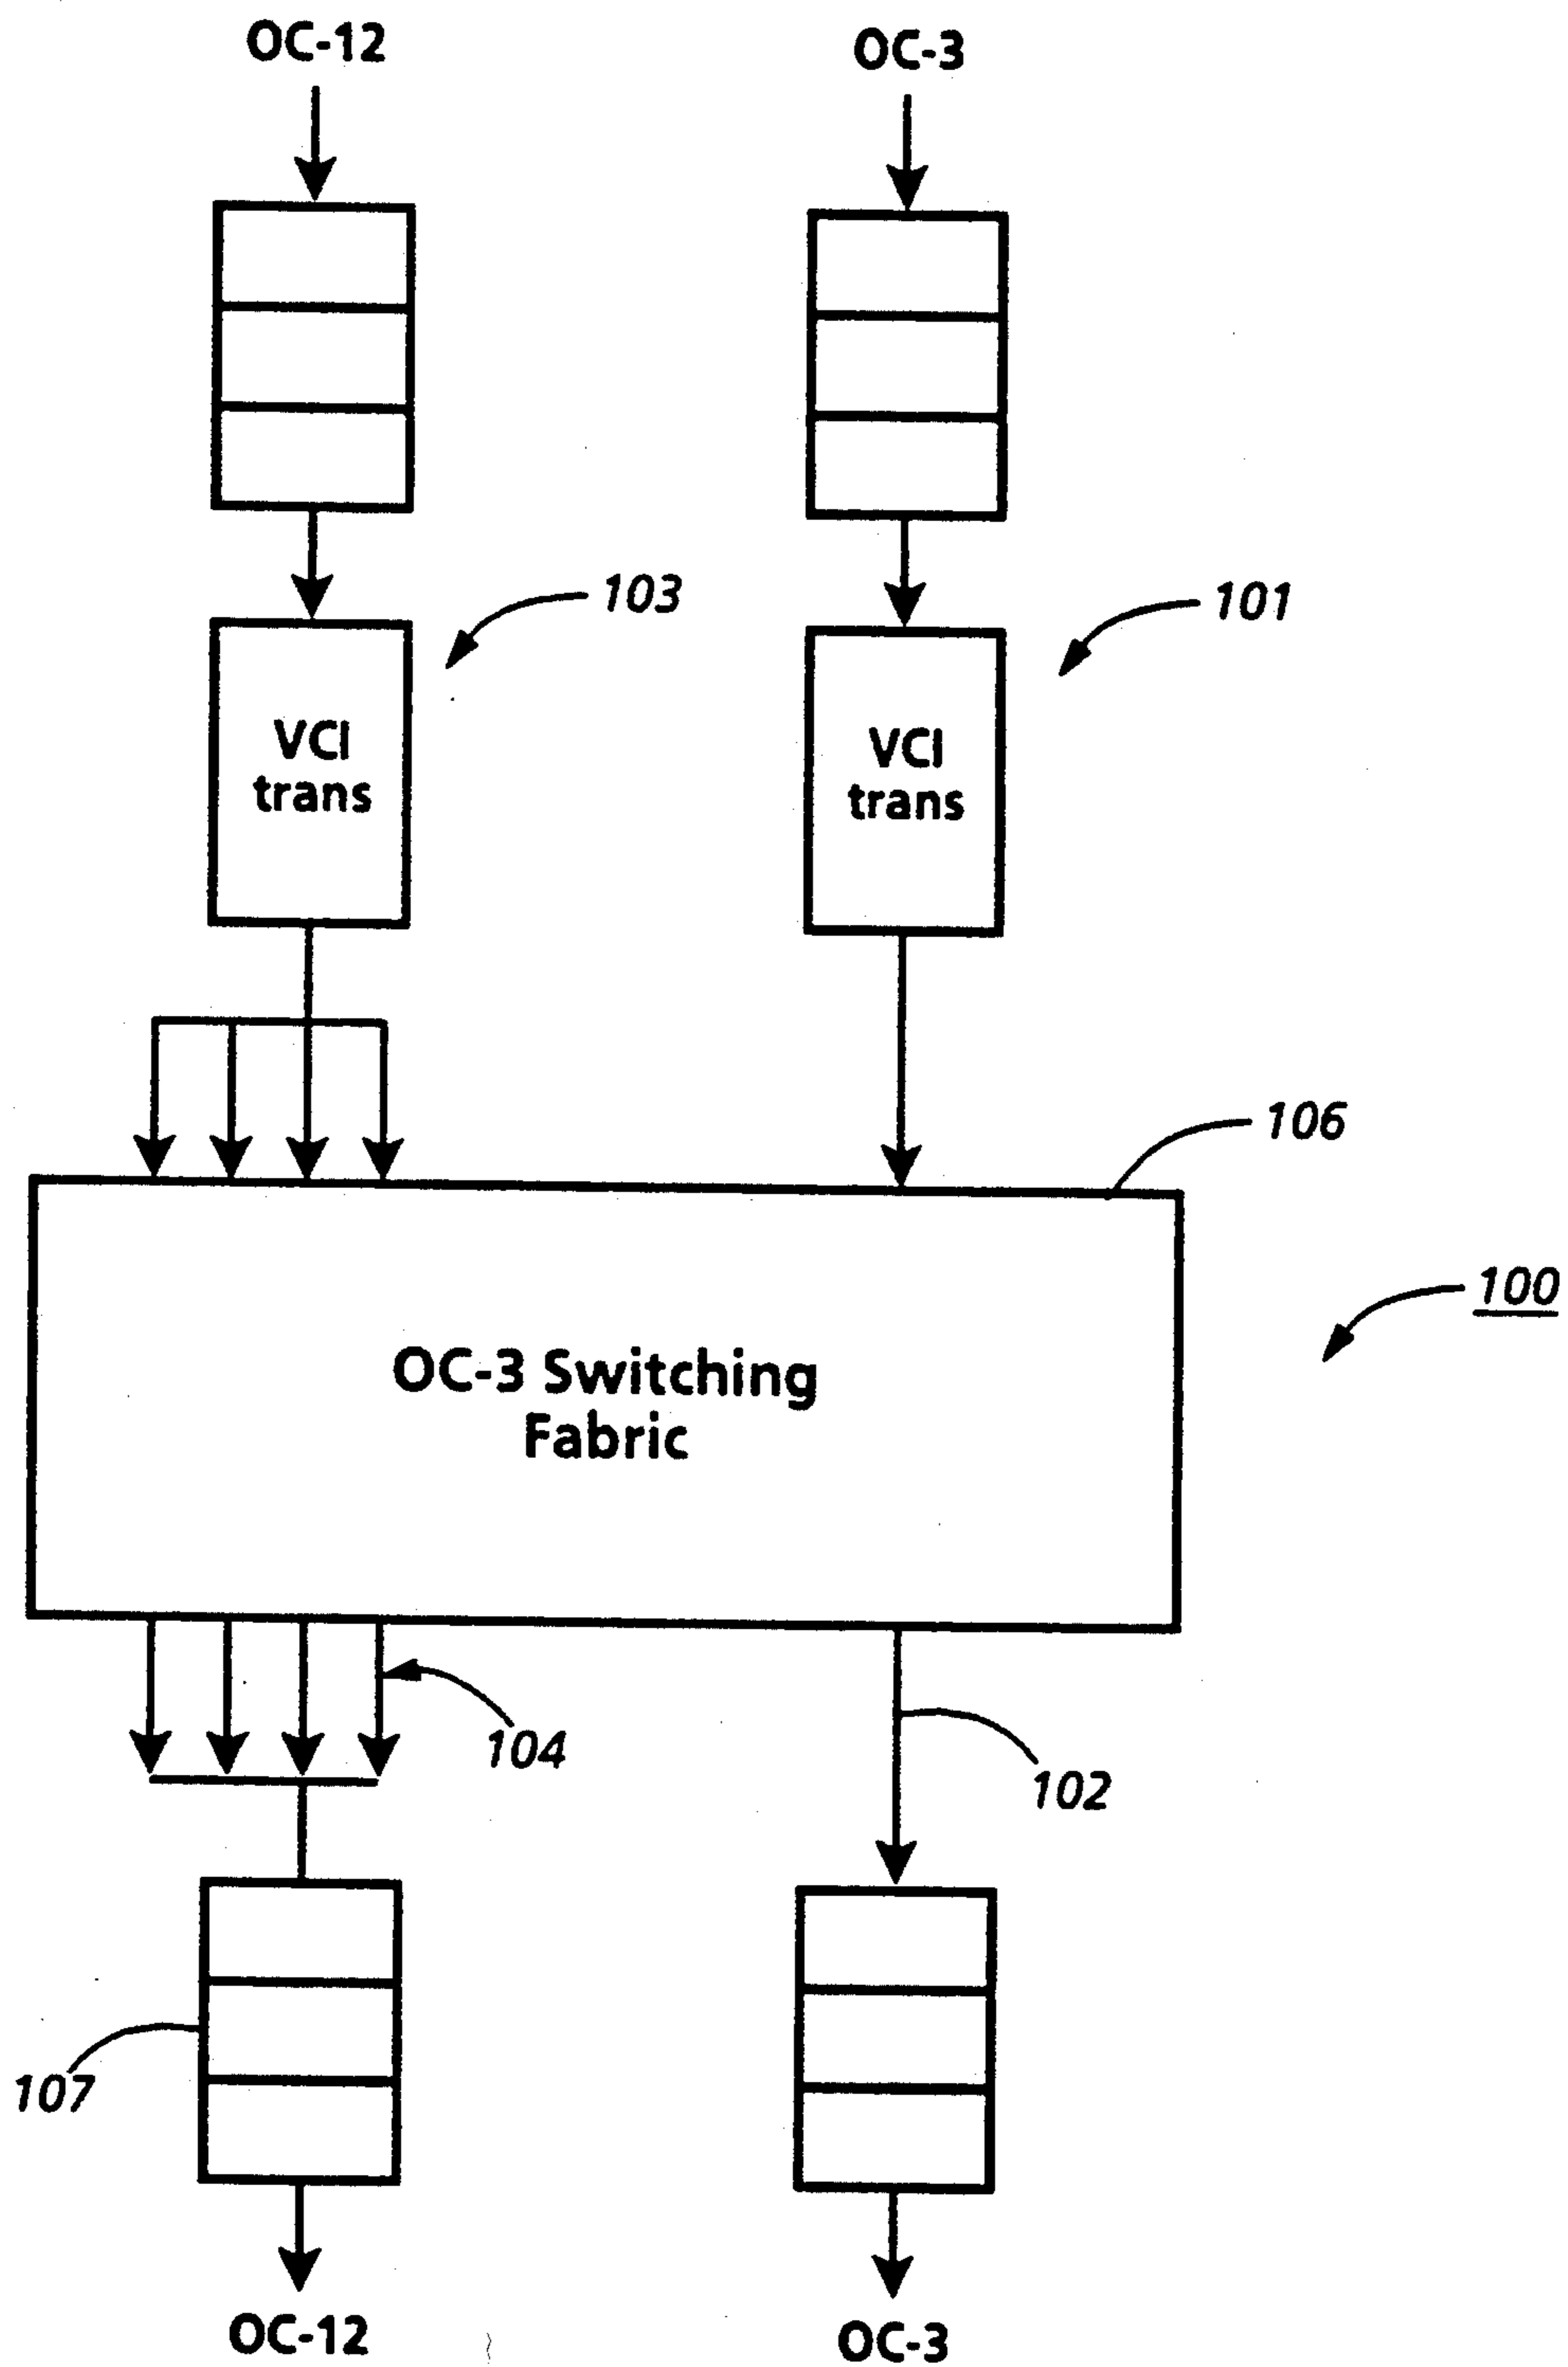 OC-12
OC-3
103
101
VCI
trans
VCI
trans
106
100
OC-3 Switching
Fabric
104
102
107
OC-12
OC-3